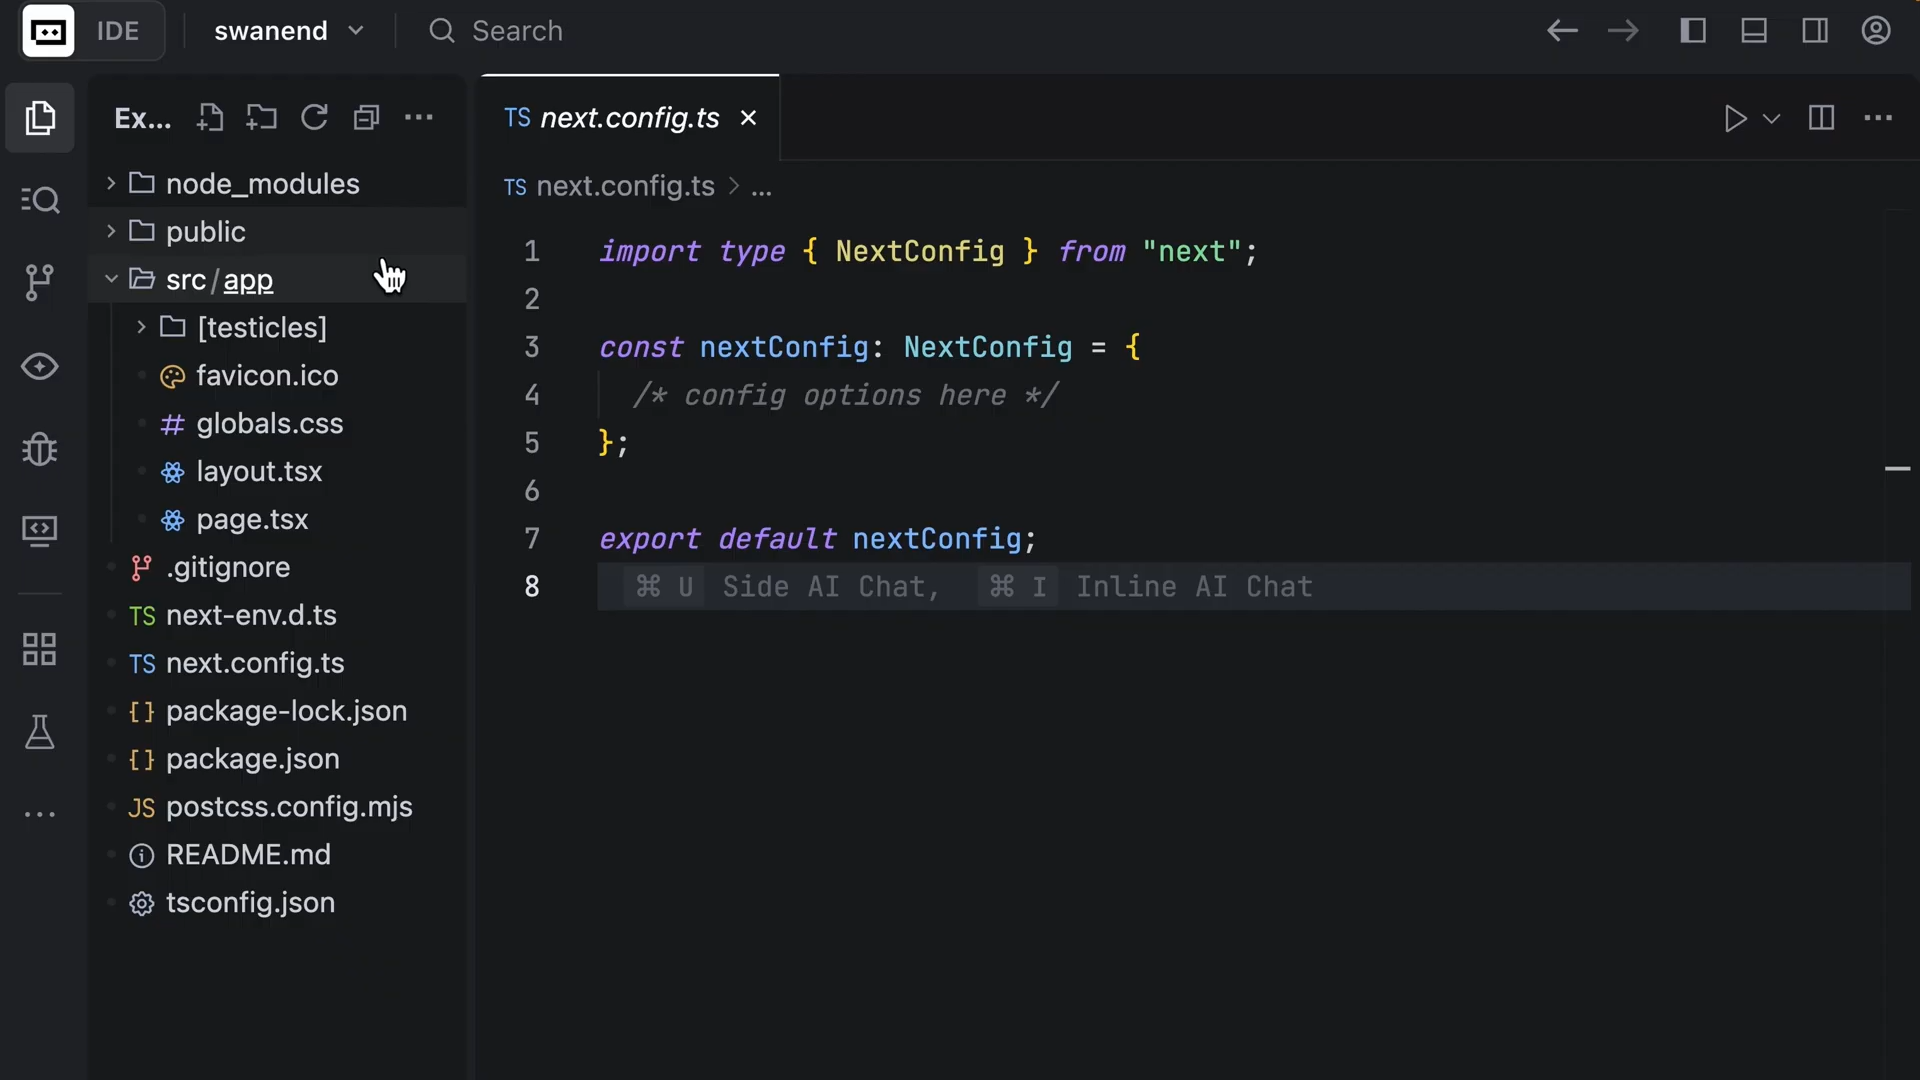 IDE
swanend
Search
Ex...
node_modules
public
src/app
[testicles]
favicon.ico
# globals.css
layout.tsx
page.tsx
.gitignore
TS next-env.d.ts
TS next.config.ts
{} package-lock.json
{} package.json
JS postcss.config.mjs
README.md
tsconfig.json
TS next.config.ts
TS next.config.ts > ...
1 import type { NextConfig } from "next";
2
3 const nextConfig: NextConfig = {
4 /* config options here */
5 };
6
7 export default nextConfig;
8 ⌘ U Side AI Chat, ⌘ I Inline AI Chat